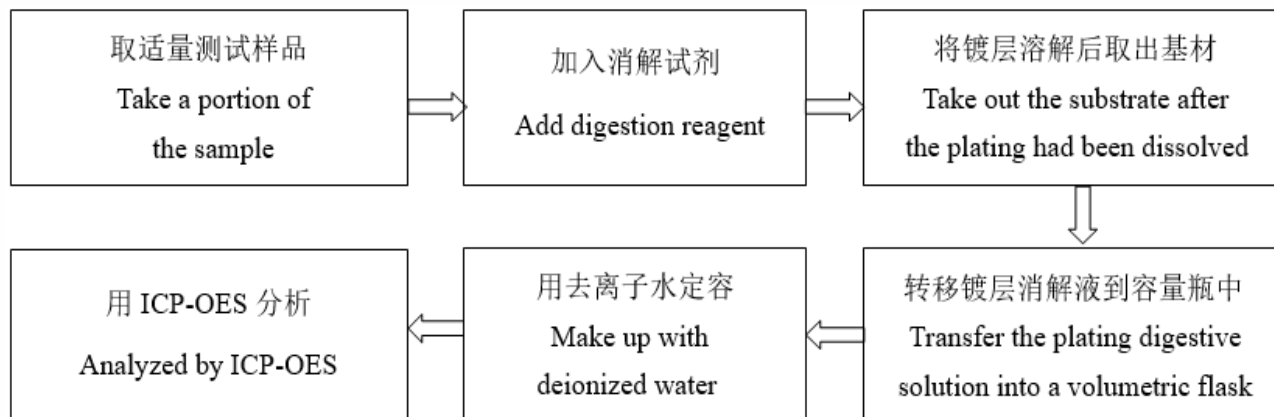 取适量测试样品
Take a portion of
the sample
加入消解试剂
Add digestion reagent
将镀层溶解后取出基材
Take out the substrate after
the plating had been dissolved
转移镀层消解液到容量瓶中
Transfer the plating digestive
solution into a volumetric flask
用去离子水定容
Make up with
deionized water
用 ICP-OES 分析
Analyzed by ICP-OES